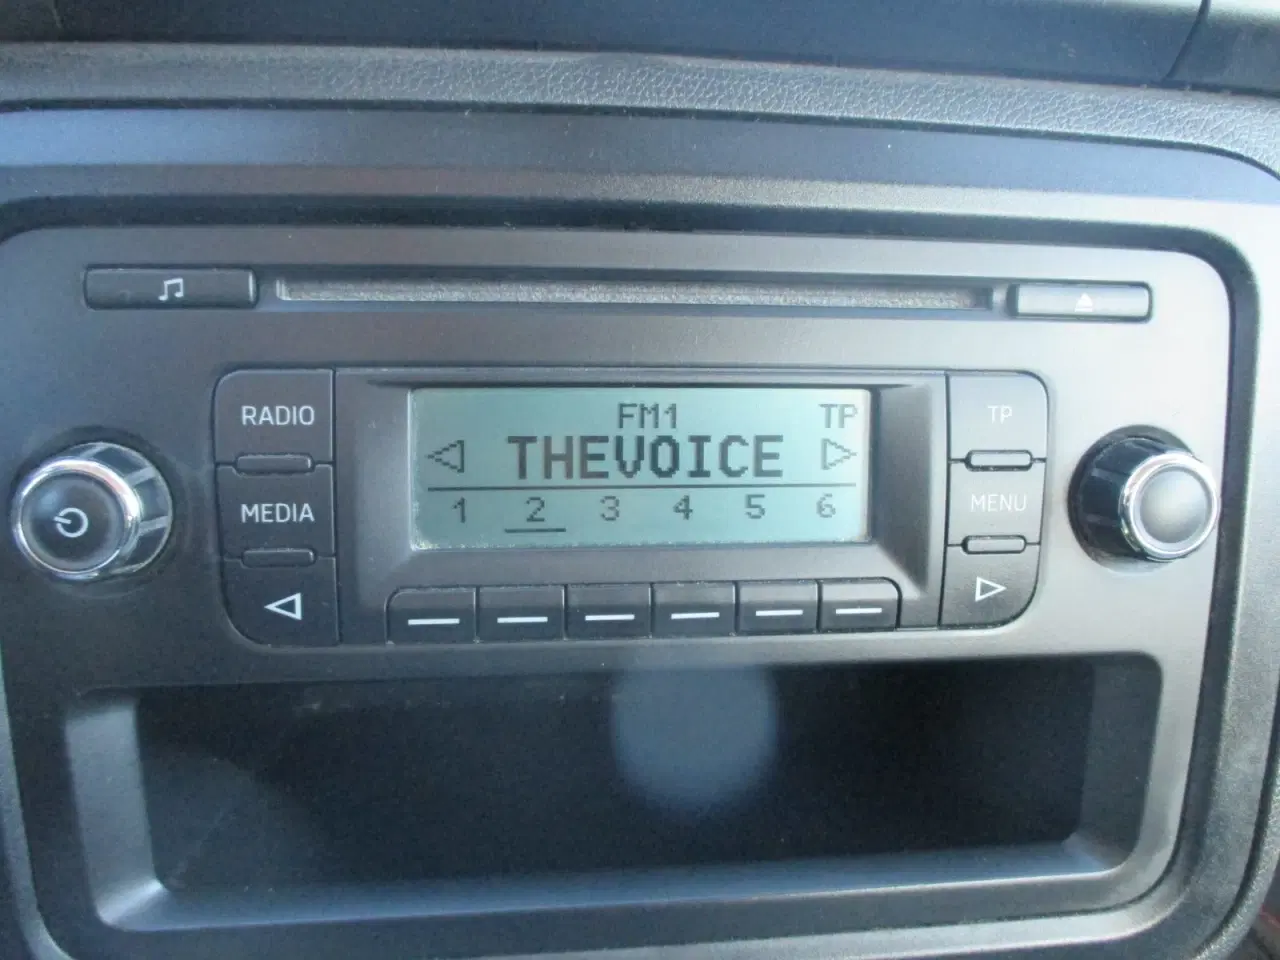 RADIO
MEDIA
FM1 TP
THEVOICE
1 2 3 4 5 6
TP
MENU